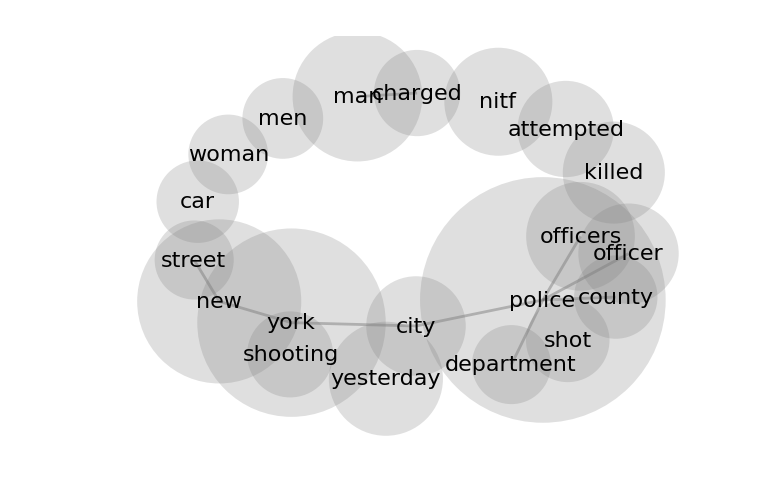 man
charged
nitf
men
attempted
woman
killed
car
officers
officer
street
new
police
county
york
city
shooting
shot
department
yesterday